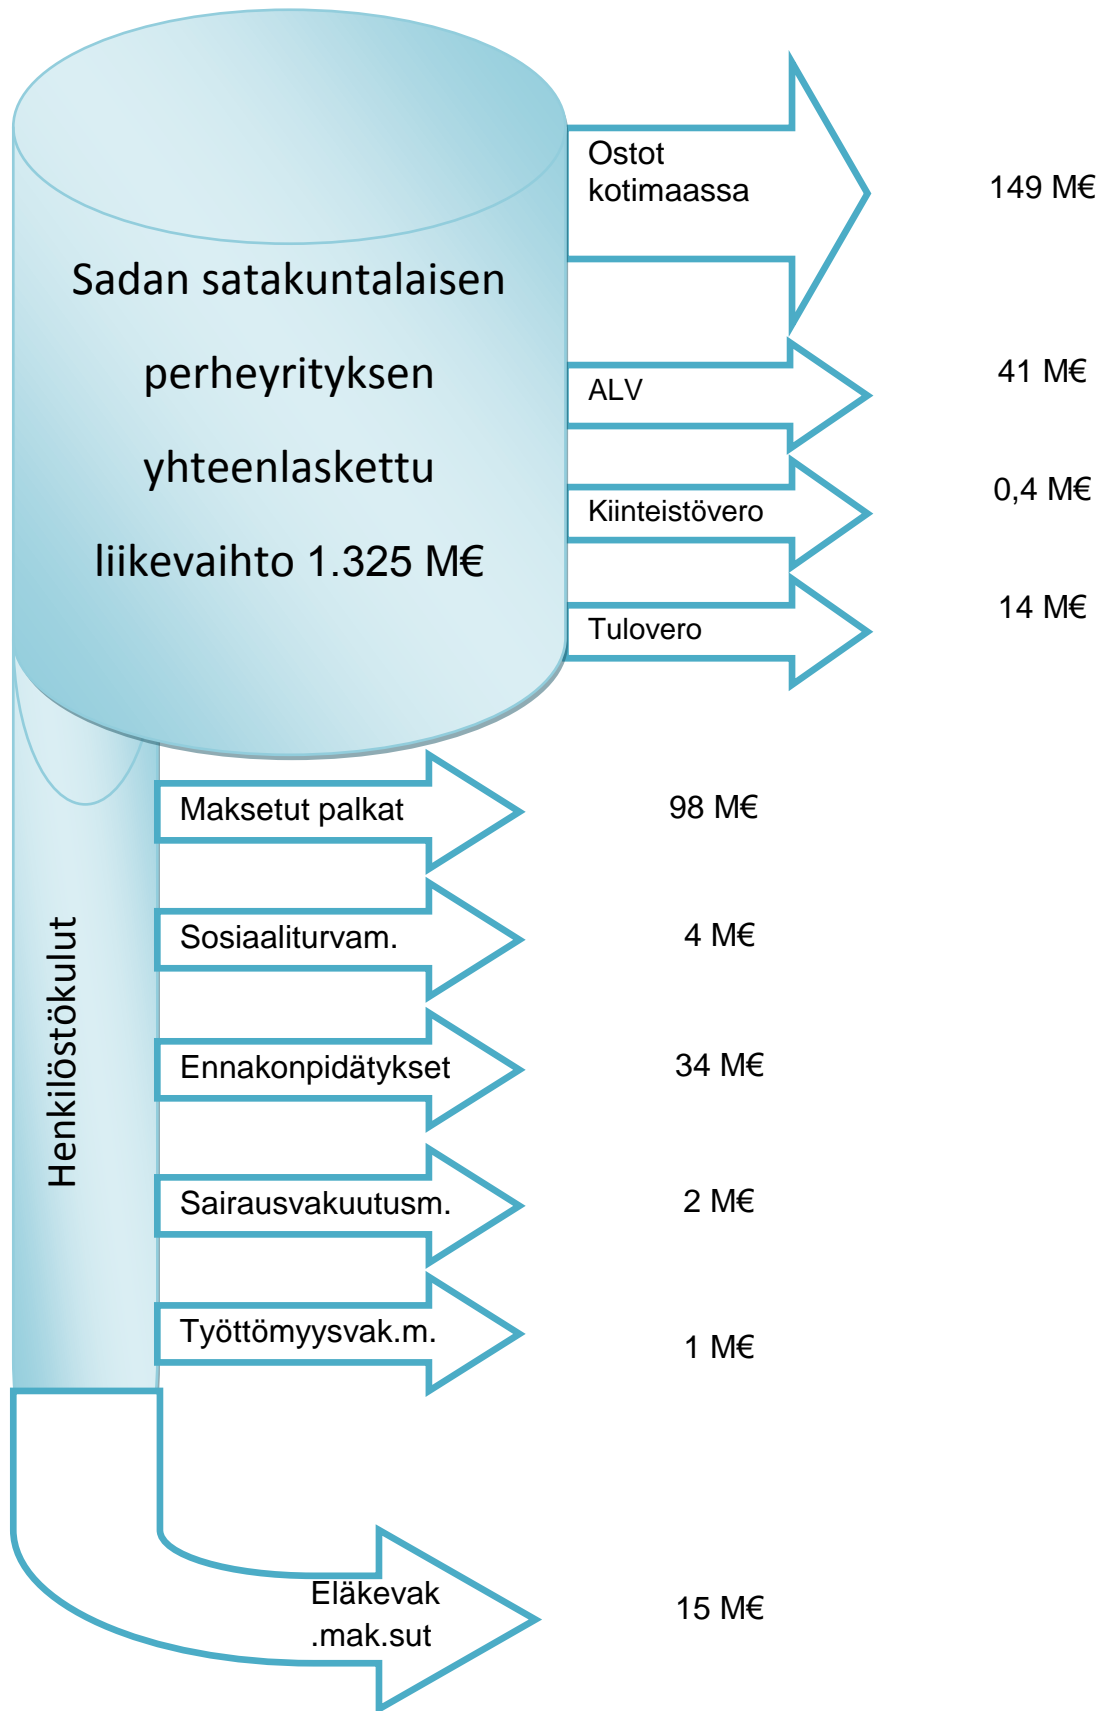 Sadan satakuntalaisen
perheyrityksen
yhteenlaskettu
liikevaihto 1.325 M€
Ostot
kotimaassa
149 M€
ALV
41 M€
Kiinteistövero
0,4 M€
Tulovero
14 M€
Henkilöstökulut
Maksetut palkat
98 M€
Sosiaaliturvam.
4 M€
Ennakonpidätykset
34 M€
Sairausvakuutusm.
2 M€
Työttömyysvak.m.
1 M€
Eläkevak
.mak.sut
15 M€